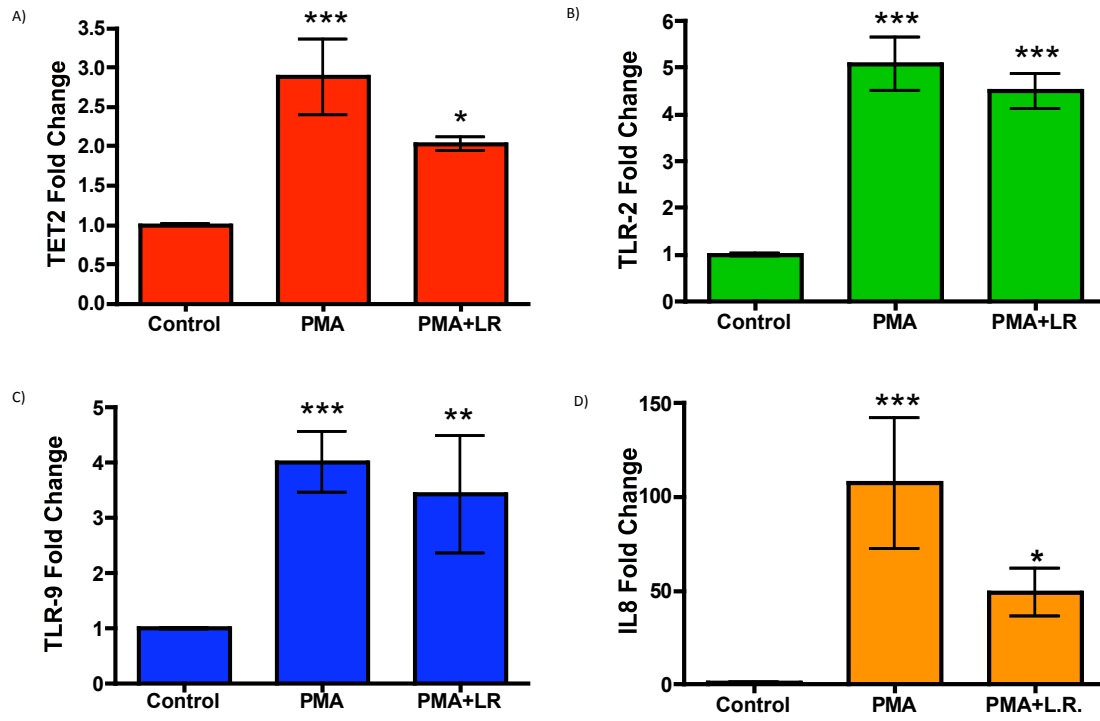 A)
TET2 Fold Change
3.5
3.0
2.5
2.0
1.5
1.0
0.5
0.0
***
*
Control PMA PMA+LR
B)
TLR-2 Fold Change
6
5
4
3
2
1
0
***
***
Control PMA PMA+LR
C)
TLR-9 Fold Change
5
4
3
2
1
0
***
**
Control PMA PMA+LR
D)
IL8 Fold Change
150
100
50
0
***
*
Control PMA PMA+L.R.